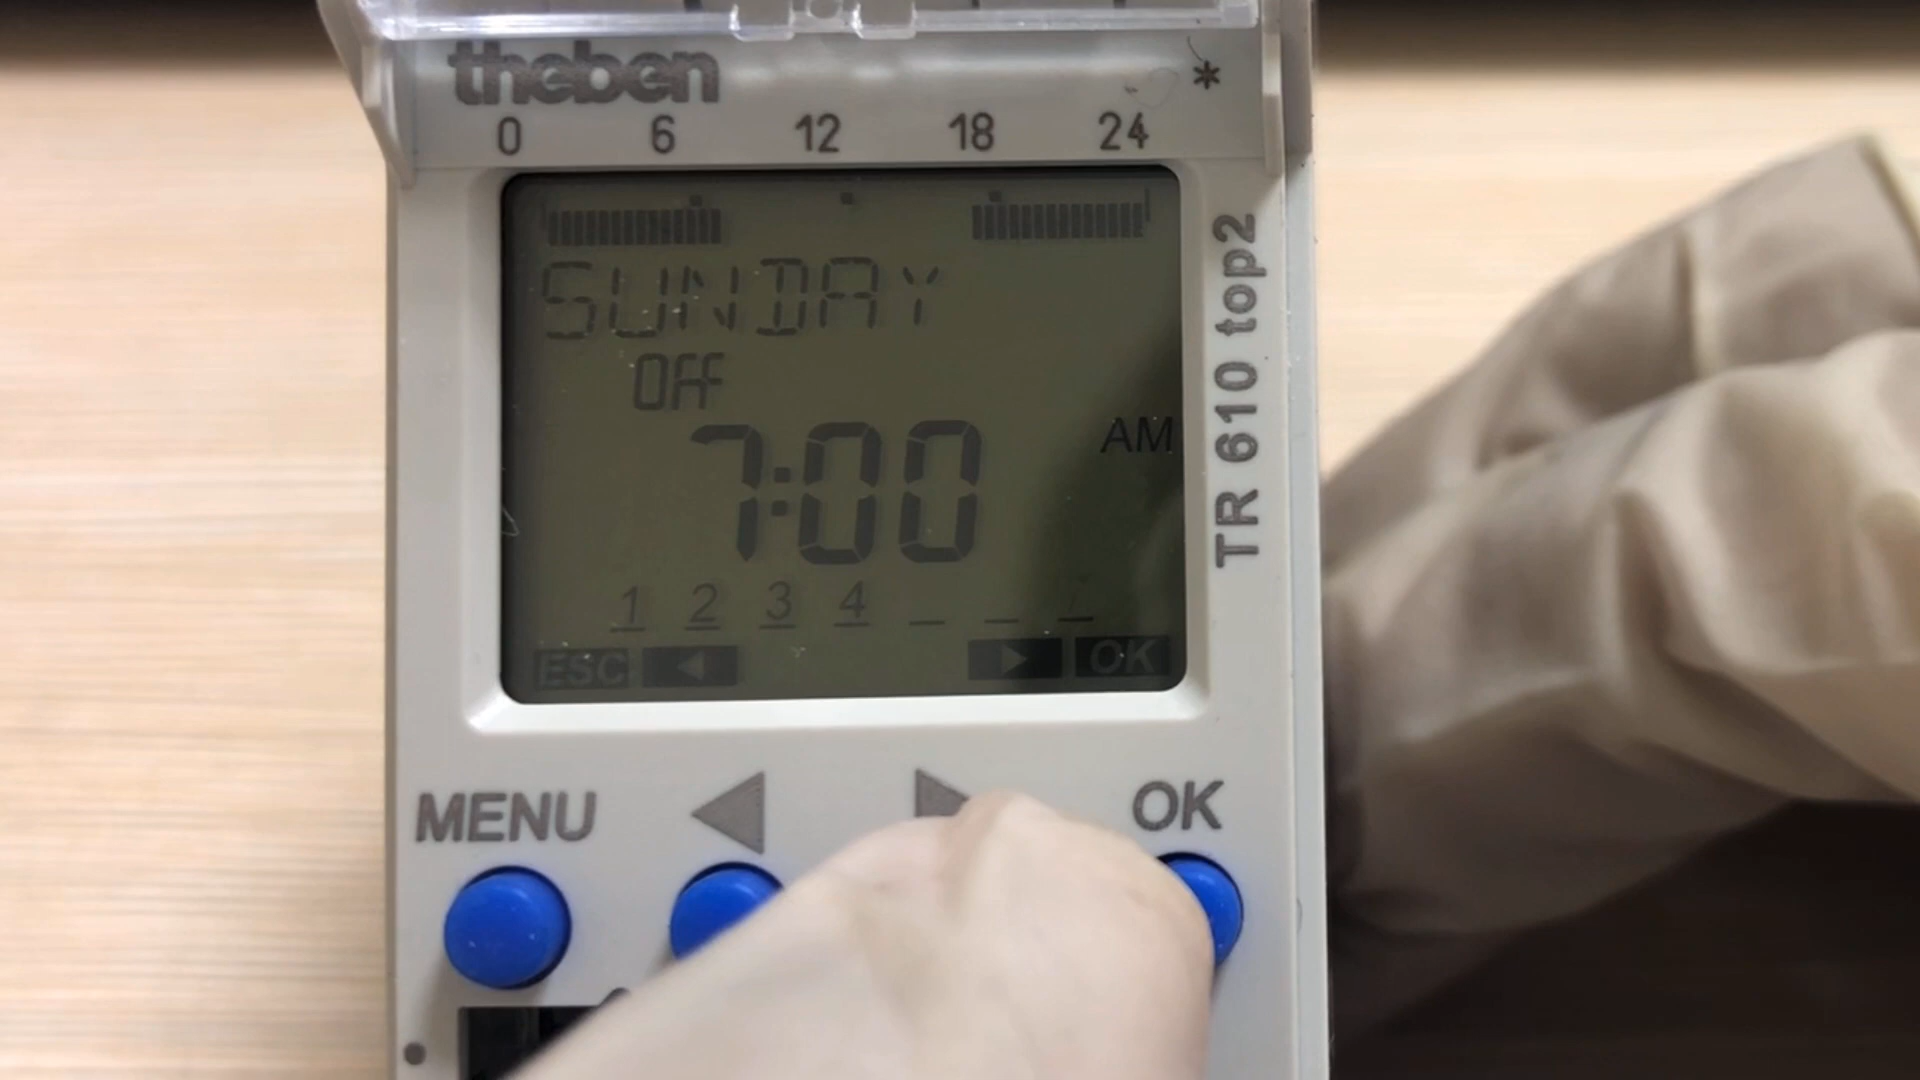 theben
*
0 6 12 18 24
SUNDAY
OFF
7:00 AM
1 2 3 4 _ _ 7
ESC ◀ ▶ OK
TR 610 top2
MENU ◀ ▶ OK